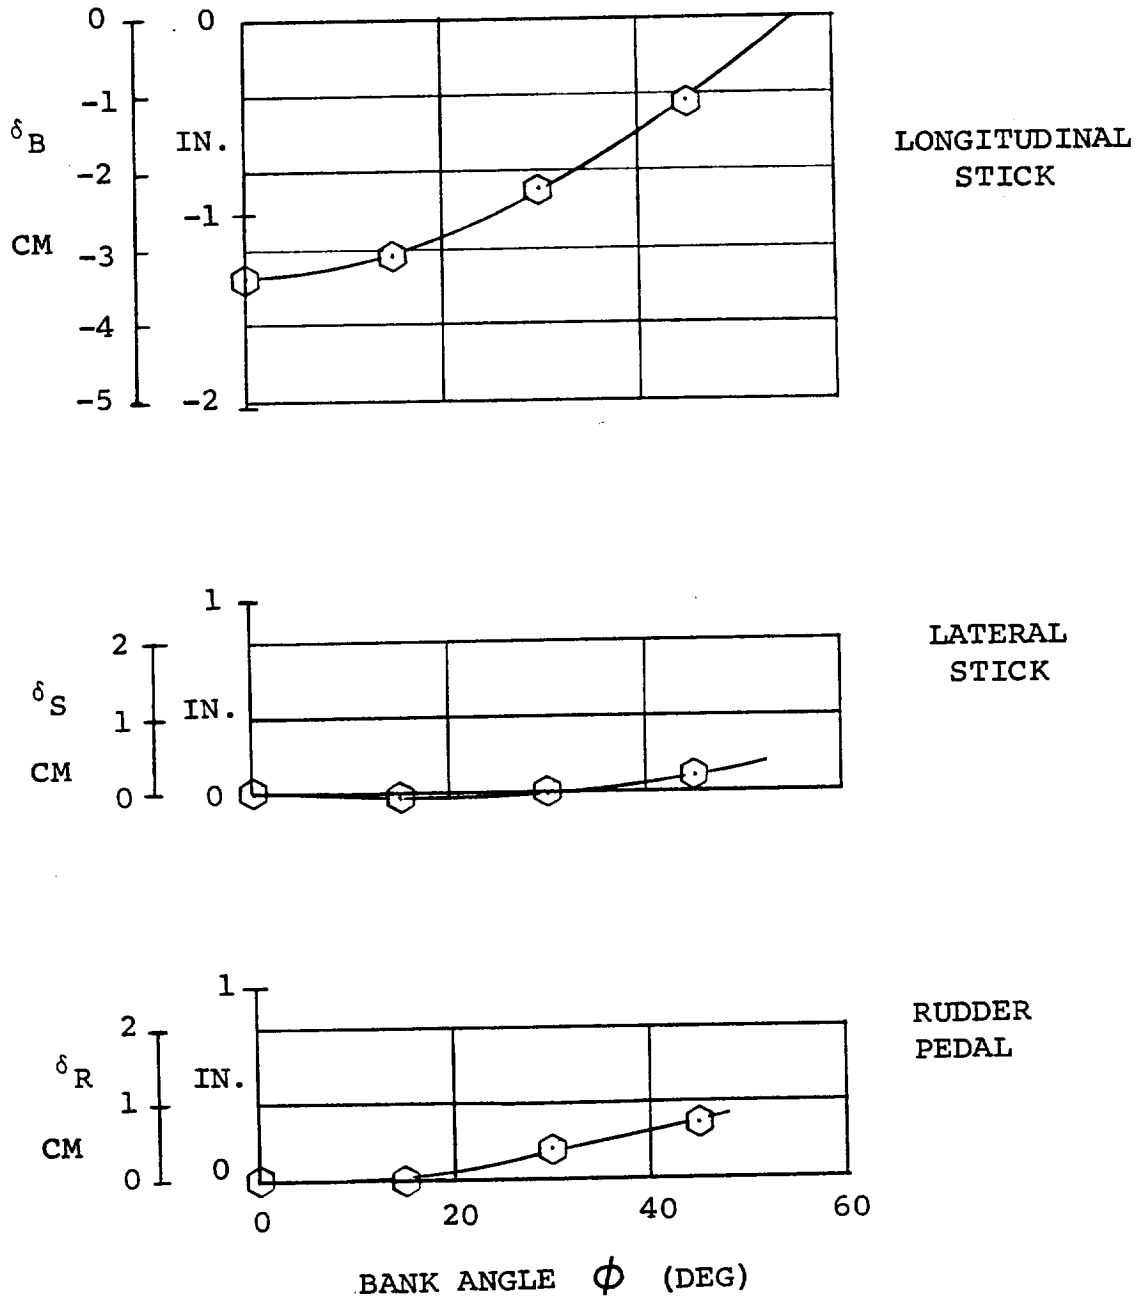 0 0
-1
δB IN. LONGITUDINAL
-2 STICK
-1
CM -3
-4
-5 -2
1
2 LATERAL
δS IN. STICK
1
CM
0 0
1
2 RUDDER
δR IN. PEDAL
1
CM
0 0
0 20 40 60
BANK ANGLE ϕ (DEG)